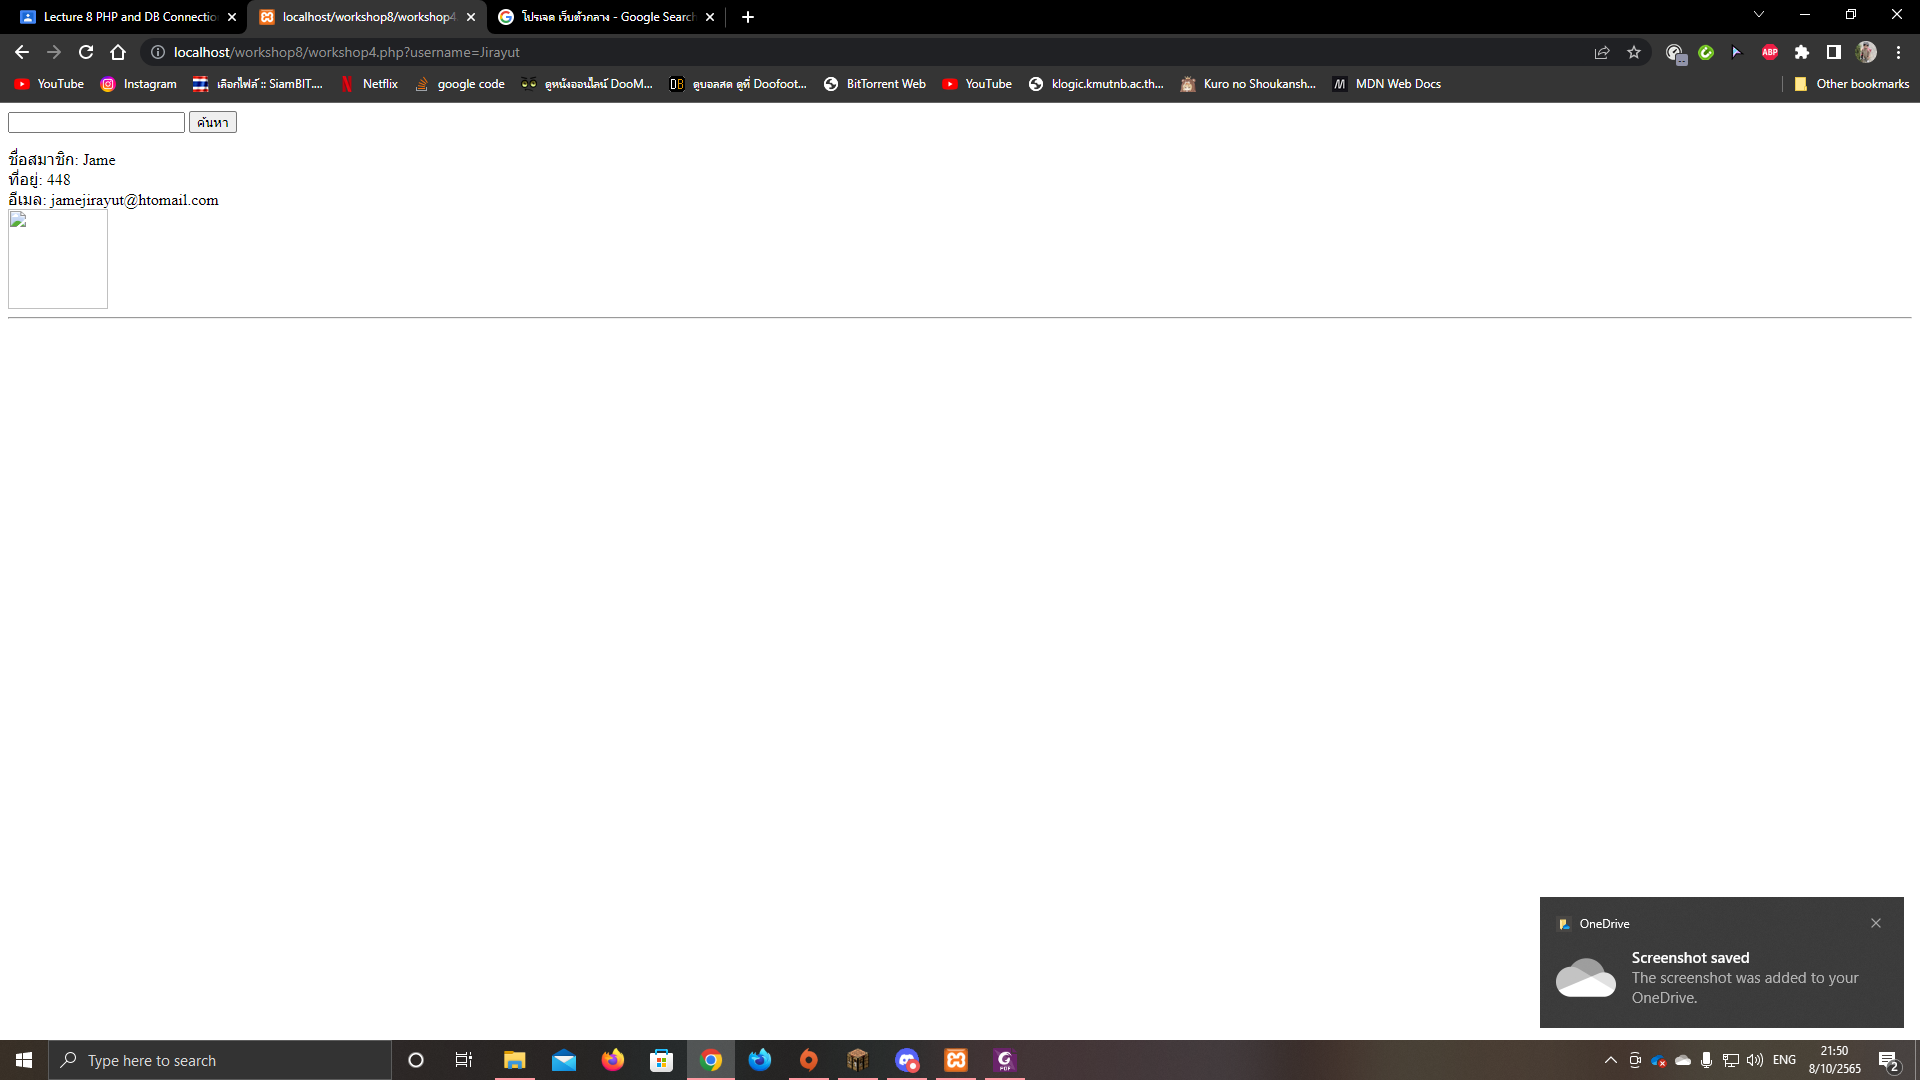 Lecture 8 PHP and DB Connectio
localhost/workshop8/workshop4
โปรเจค เว็บตัวกลาง - Google Search
localhost/workshop8/workshop4.php?username=Jirayut
ABP
YouTube
Instagram
เลือกไฟล์ :: SiamBIT....
Netflix
google code
ดูหนังออนไลน์ DooM...
DB
ดูบอลสด ดูที่ Doofoot...
BitTorrent Web
YouTube
klogic.kmutnb.ac.th...
Kuro no Shoukansh...
M
MDN Web Docs
Other bookmarks
ค้นหา
ชื่อสมาชิก: Jame
ที่อยู่: 448
อีเมล: jamejirayut@htomail.com
OneDrive
Screenshot saved
The screenshot was added to your
OneDrive.
Type here to search
PDF
ENG
21:50
8/10/2565
2